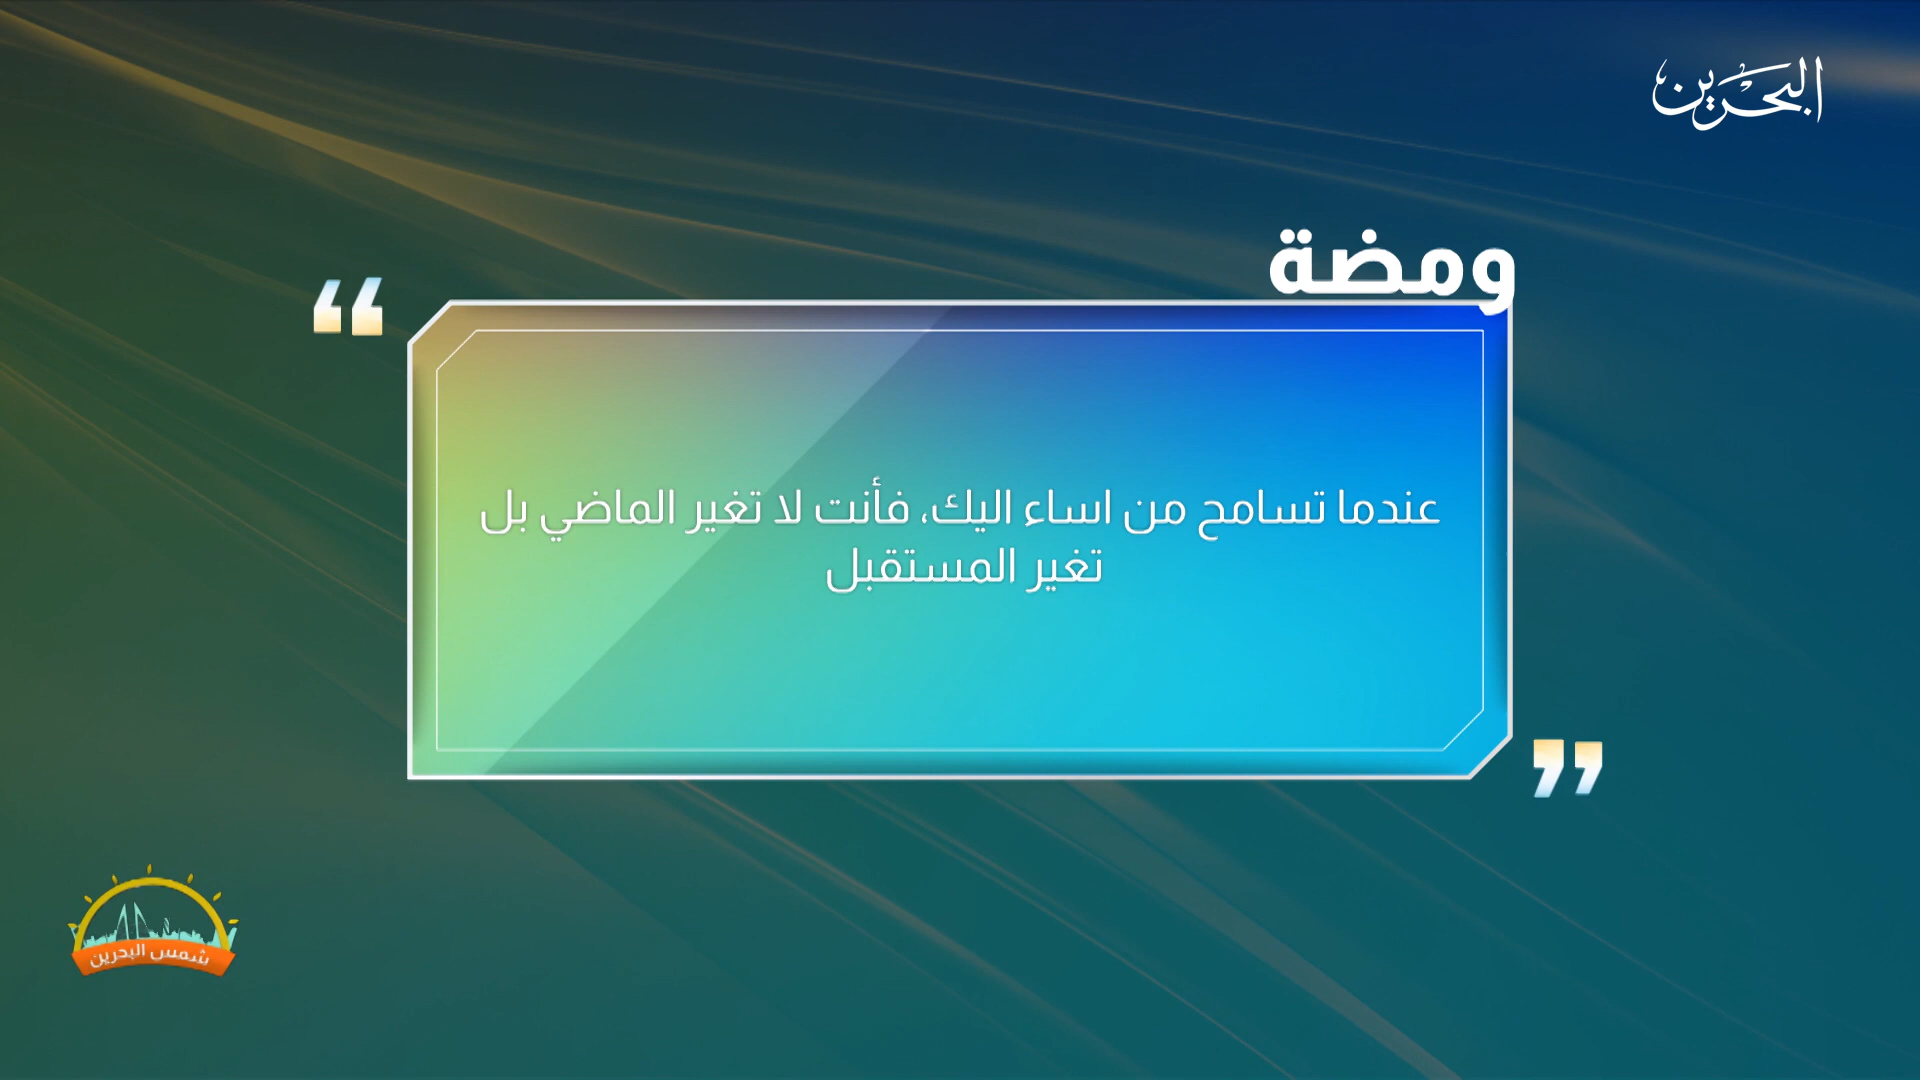 البحرين
ومضة
عندما تسامح من اساء اليك، فأنت لا تغير الماضي بل
تغير المستقبل
شمس البحرين